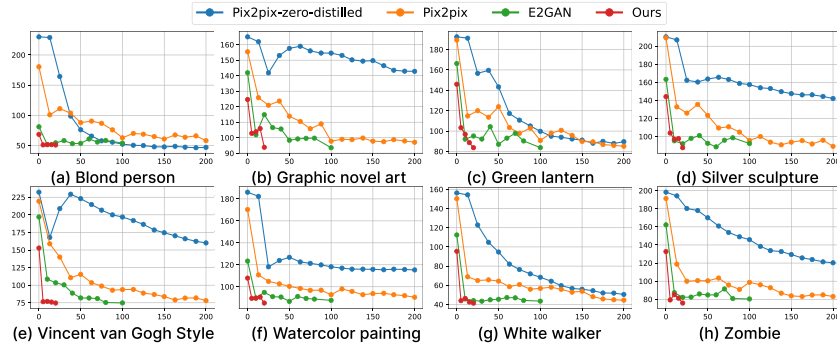 Pix2pix-zero-distilled Pix2pix E2GAN Ours
200 150 100 50
160 150 140 130 120 110 100 90
180 160 140 120 100 80
200 180 160 140 120 100 80
0 50 100 150 200 0 50 100 150 200 0 50 100 150 200 0 50 100 150 200
(a) Blond person (b) Graphic novel art (c) Green lantern (d) Silver sculpture
225 200 175 150 125 100 75
180 160 140 120 100
160 140 120 100 80 60 40
200 180 160 140 120 100 80
0 50 100 150 200 0 50 100 150 200 0 50 100 150 200 0 50 100 150 200
(e) Vincent van Gogh Style (f) Watercolor painting (g) White walker (h) Zombie